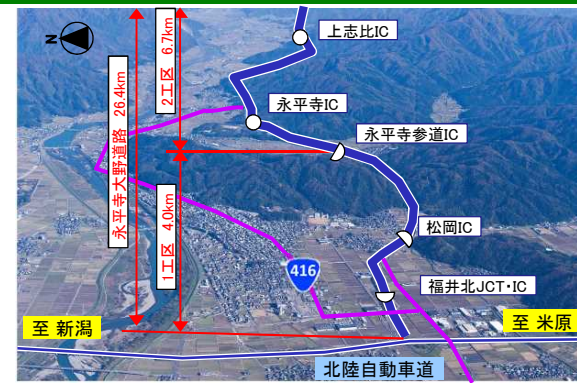 N
上志比IC
永平寺大野道路 26.4km
2工区 6.7km
永平寺IC
永平寺参道IC
1工区 4.0km
松岡IC
416
福井北JCT・IC
至 新潟
至 米原
北陸自動車道